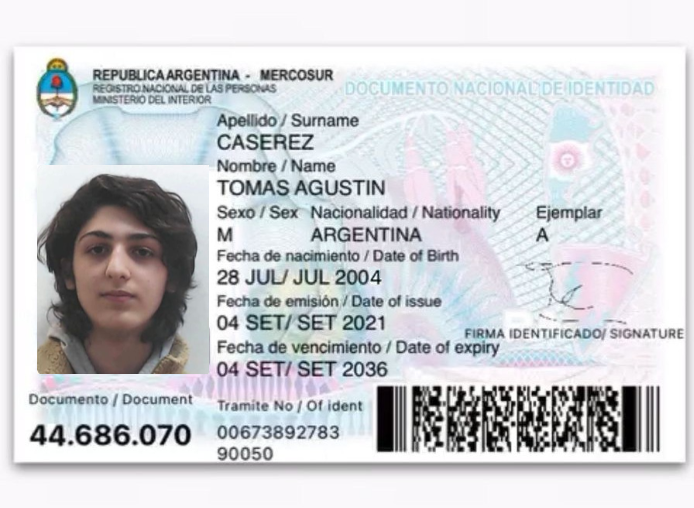 REPUBLICA ARGENTINA - MERCOSUR
REGISTRO NACIONAL DE LAS PERSONAS
MINISTERIO DEL INTERIOR
DOCUMENTO NACIONAL DE IDENTIDAD
Apellido / Surname
CASEREZ
Nombre / Name
TOMAS AGUSTIN
Sexo / Sex Nacionalidad / Nationality Ejemplar
M ARGENTINA A
Fecha de nacimiento / Date of Birth
28 JUL/ JUL 2004
Fecha de emisión / Date of issue
04 SET/ SET 2021
FIRMA IDENTIFICADO/ SIGNATURE
Fecha de vencimiento / Date of expiry
04 SET/ SET 2036
Documento / Document
44.686.070
Tramite No / Of ident
00673892783
90050